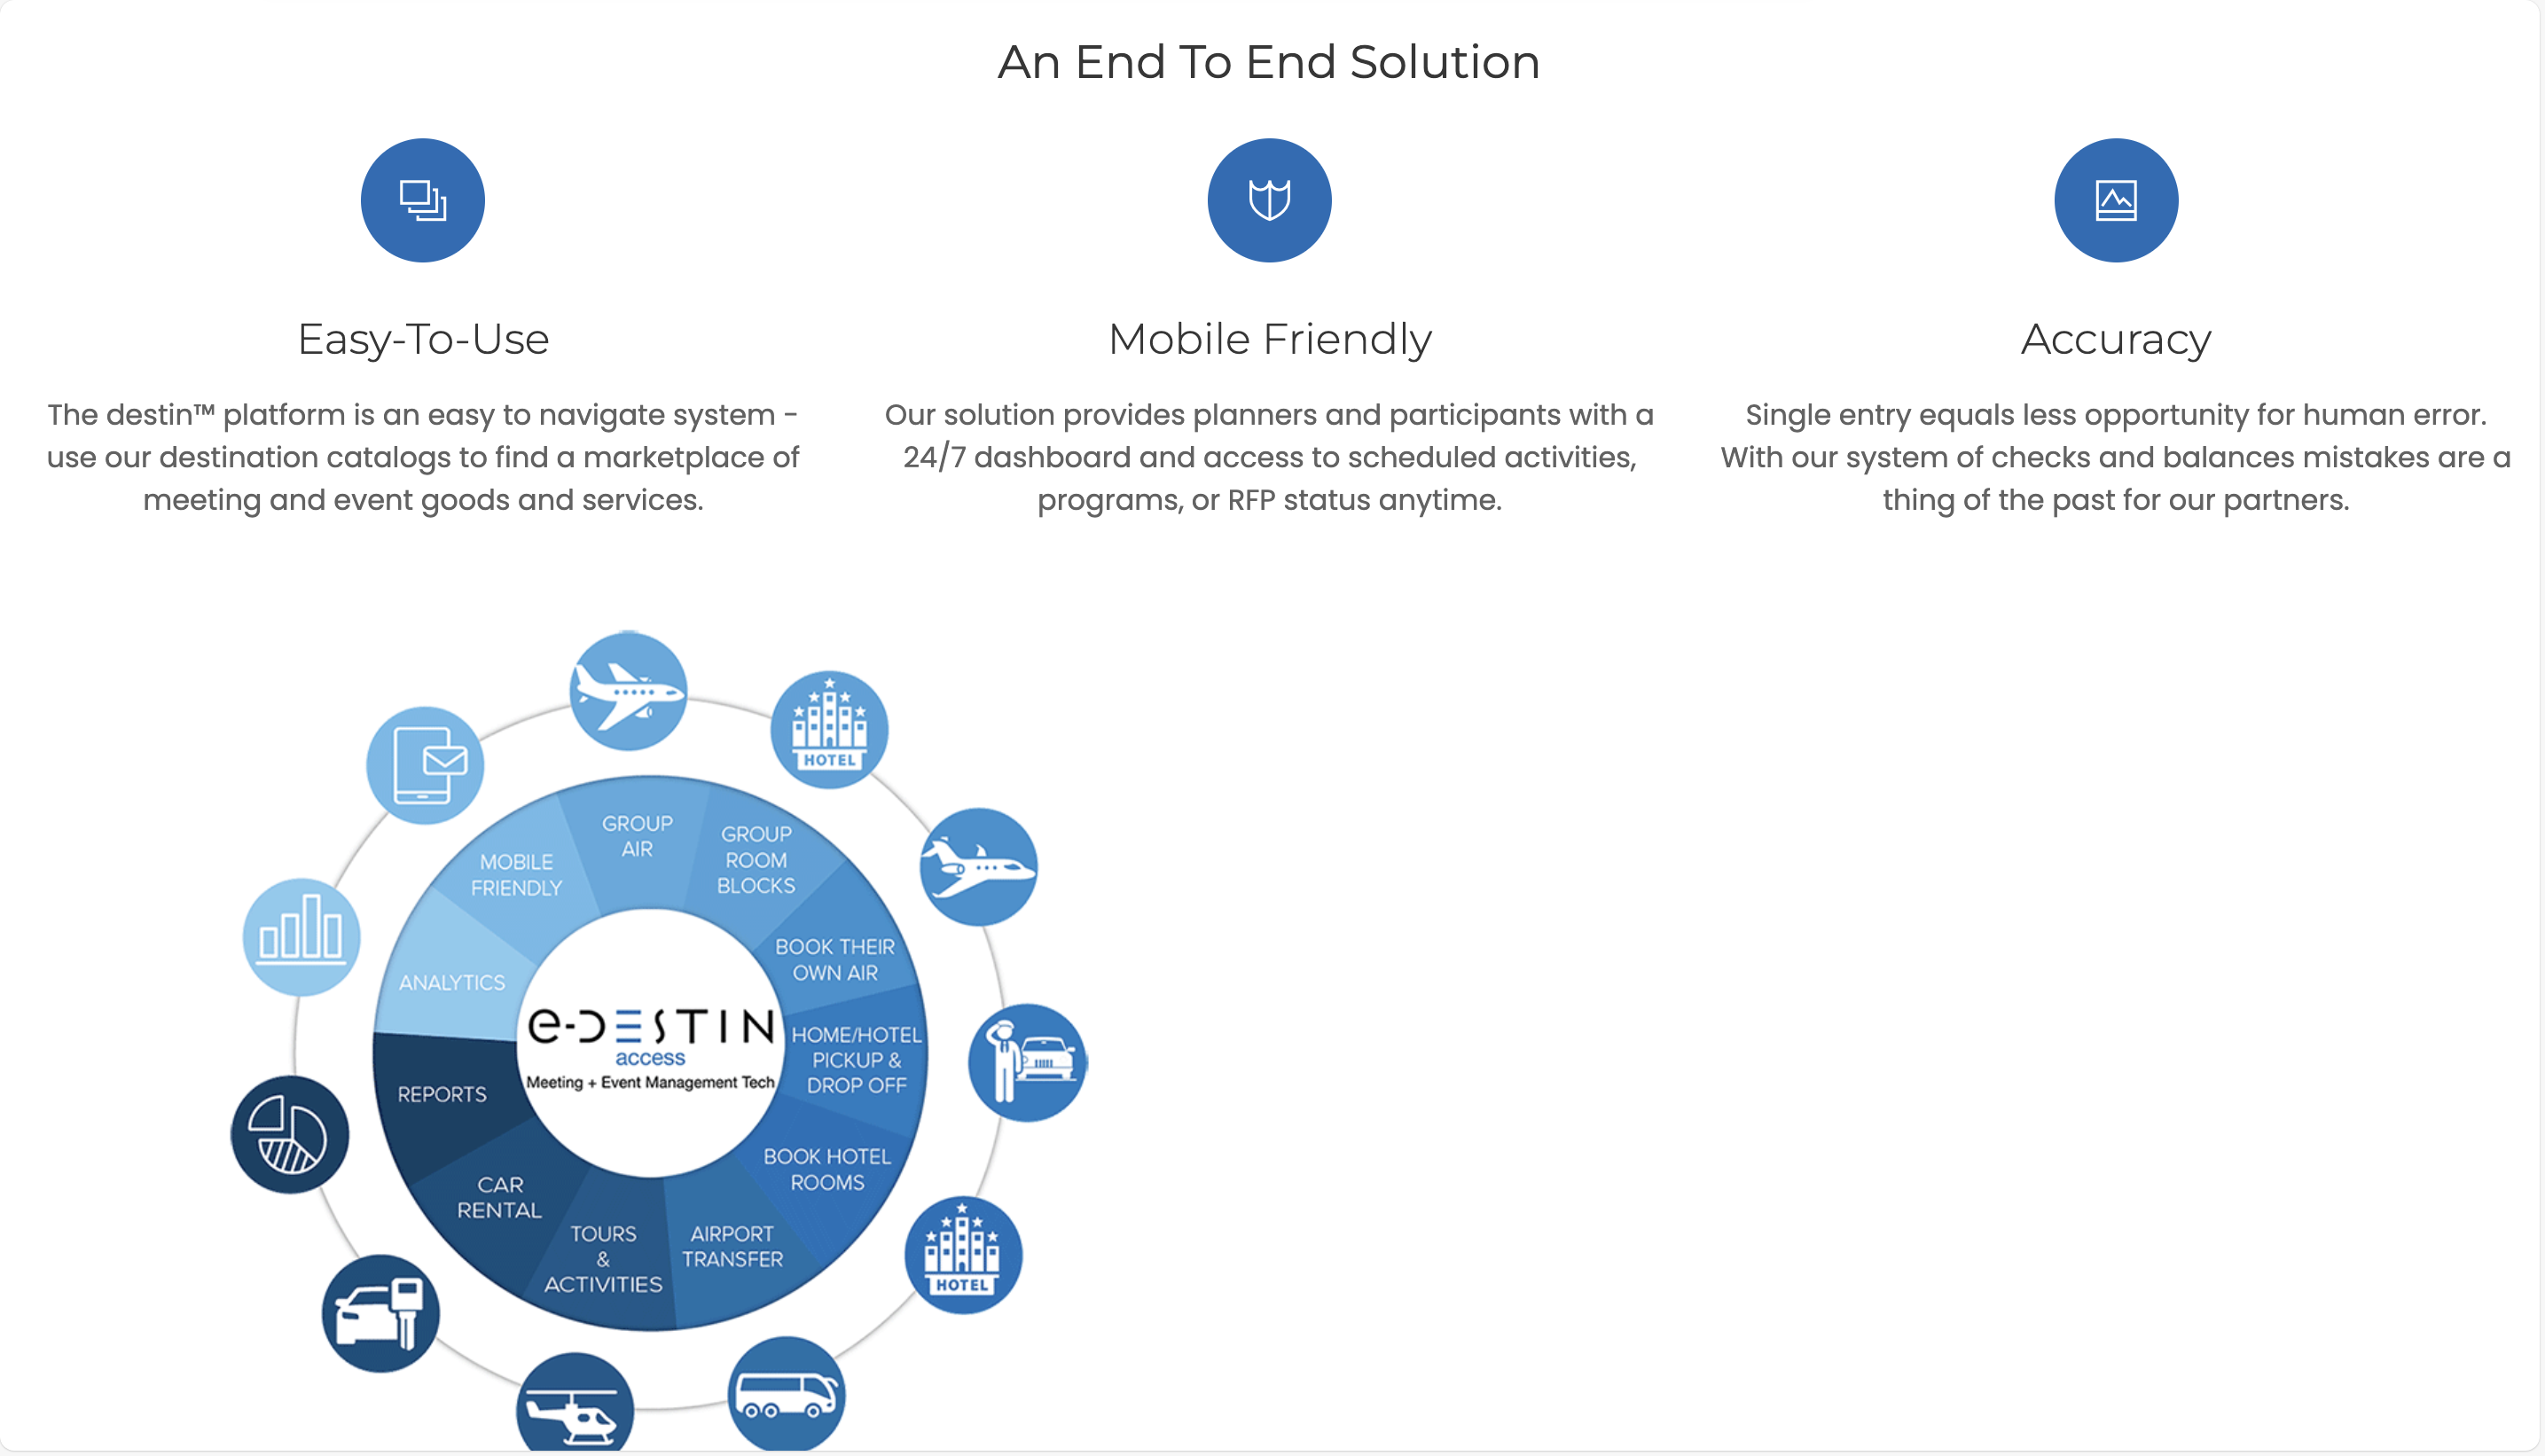 An End To End Solution
Easy-To-Use
The destin™ platform is an easy to navigate system -
use our destination catalogs to find a marketplace of
meeting and event goods and services.
Mobile Friendly
Our solution provides planners and participants with a
24/7 dashboard and access to scheduled activities,
programs, or RFP status anytime.
Accuracy
Single entry equals less opportunity for human error.
With our system of checks and balances mistakes are a
thing of the past for our partners.
HOTEL
GROUP
AIR
GROUP
ROOM
BLOCKS
BOOK THEIR
OWN AIR
HOME/HOTEL
PICKUP &
DROP OFF
BOOK HOTEL
ROOMS
HOTEL
AIRPORT
TRANSFER
TOURS
&
ACTIVITIES
CAR
RENTAL
REPORTS
ANALYTICS
MOBILE
FRIENDLY
e-DESTIN
access
Meeting + Event Management Tech